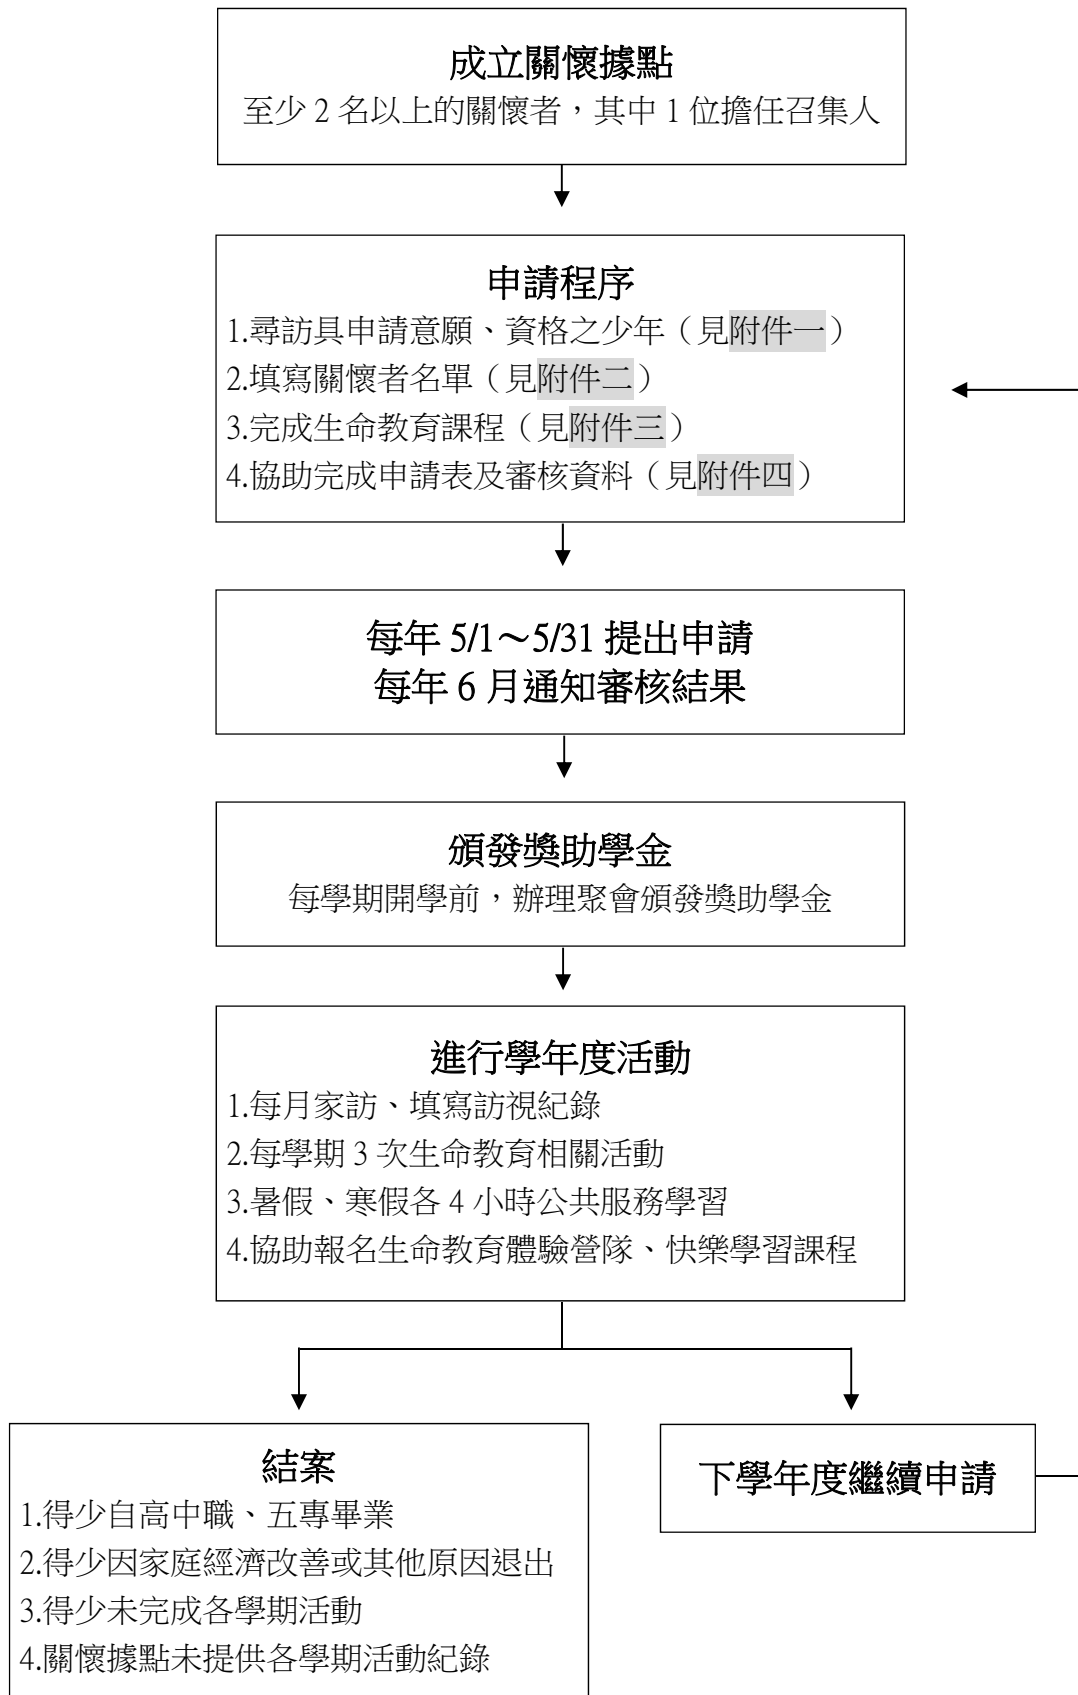 成立關懷據點
至少 2 名以上的關懷者，其中 1 位擔任召集人
申請程序
1.尋訪具申請意願、資格之少年（見附件一）
2.填寫關懷者名單（見附件二）
3.完成生命教育課程（見附件三）
4.協助完成申請表及審核資料（見附件四）
每年 5/1～5/31 提出申請
每年 6 月通知審核結果
頒發獎助學金
每學期開學前，辦理聚會頒發獎助學金
進行學年度活動
1.每月家訪、填寫訪視紀錄
2.每學期 3 次生命教育相關活動
3.暑假、寒假各 4 小時公共服務學習
4.協助報名生命教育體驗營隊、快樂學習課程
結案
1.得少自高中職、五專畢業
2.得少因家庭經濟改善或其他原因退出
3.得少未完成各學期活動
4.關懷據點未提供各學期活動紀錄
下學年度繼續申請